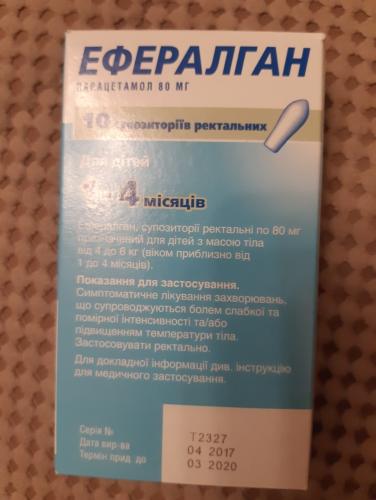 ЕФЕРАЛГАН
ПАРАЦЕТАМОЛ 80 МГ
10 супозиторіїв ректальних
Для дітей
4 місяців
Ефералган, супозиторії ректальні по 80 мг
призначений для дітей з масою тіла
від 4 до 6 кг (віком приблизно від
1 до 4 місяців).
Показання для застосування.
Симптоматичне лікування захворювань,
що супроводжуються болем слабкої та
помірної інтенсивності та/або
підвищенням температури тіла.
Застосовувати ректально.
Для докладної інформації див. інструкцію
для медичного застосування.
Серія №
Дата вир-ва
Термін прид. до
T2327
04 2017
03 2020